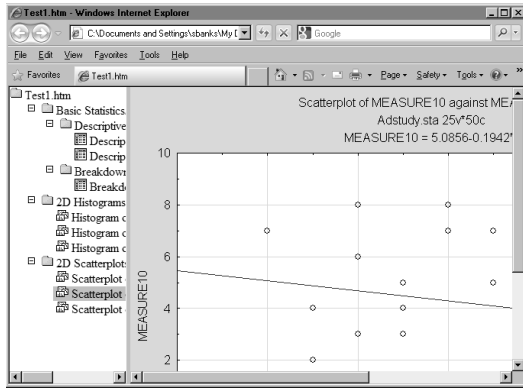 Test1.htm - Windows Internet Explorer
C:\Documents and Settings\sbanks\My D
Google
File Edit View Favorites Tools Help
Favorites Test1.htm Page Safety Tools »
Test1.htm
Basic Statistics
Descriptive
Descrip
Descrip
Breakdown
Breakd
2D Histograms
Histogram c
Histogram c
Histogram c
2D Scatterplot
Scatterplot
Scatterplot
Scatterplot
Scatterplot of MEASURE10 against MEA
Adstudy.sta 25v*50c
MEASURE10 = 5.0856-0.1942*
MEASURE10
10
8
6
4
2